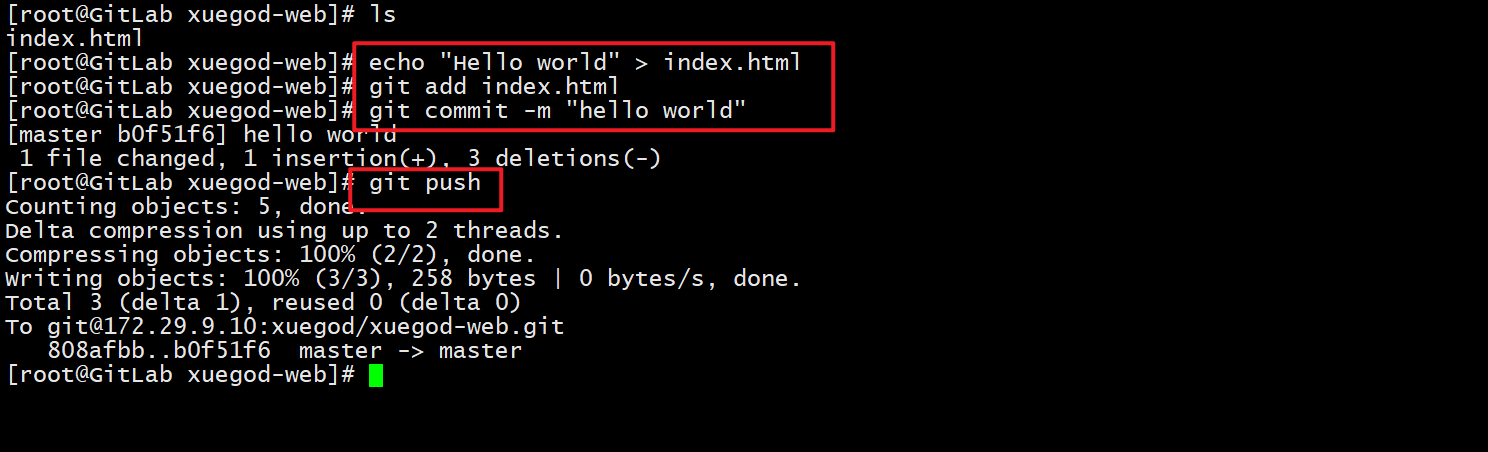 [root@GitLab xuegod-web]# ls
index.html
[root@GitLab xuegod-web]# echo "Hello world" > index.html
[root@GitLab xuegod-web]# git add index.html
[root@GitLab xuegod-web]# git commit -m "hello world"
[master b0f51f6] hello world
 1 file changed, 1 insertion(+), 3 deletions(-)
[root@GitLab xuegod-web]# git push
Counting objects: 5, done.
Delta compression using up to 2 threads.
Compressing objects: 100% (2/2), done.
Writing objects: 100% (3/3), 258 bytes | 0 bytes/s, done.
Total 3 (delta 1), reused 0 (delta 0)
To git@172.29.9.10:xuegod/xuegod-web.git
   808afbb..b0f51f6  master -> master
[root@GitLab xuegod-web]#